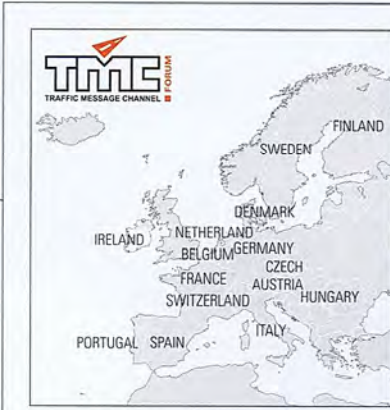 TMC
FORUM
TRAFFIC MESSAGE CHANNEL
FINLAND
SWEDEN
DENMARK
NETHERLAND
IRELAND
GERMANY
BELGIUM
CZECH
FRANCE
AUSTRIA
SWITZERLAND
HUNGARY
ITALY
PORTUGAL
SPAIN